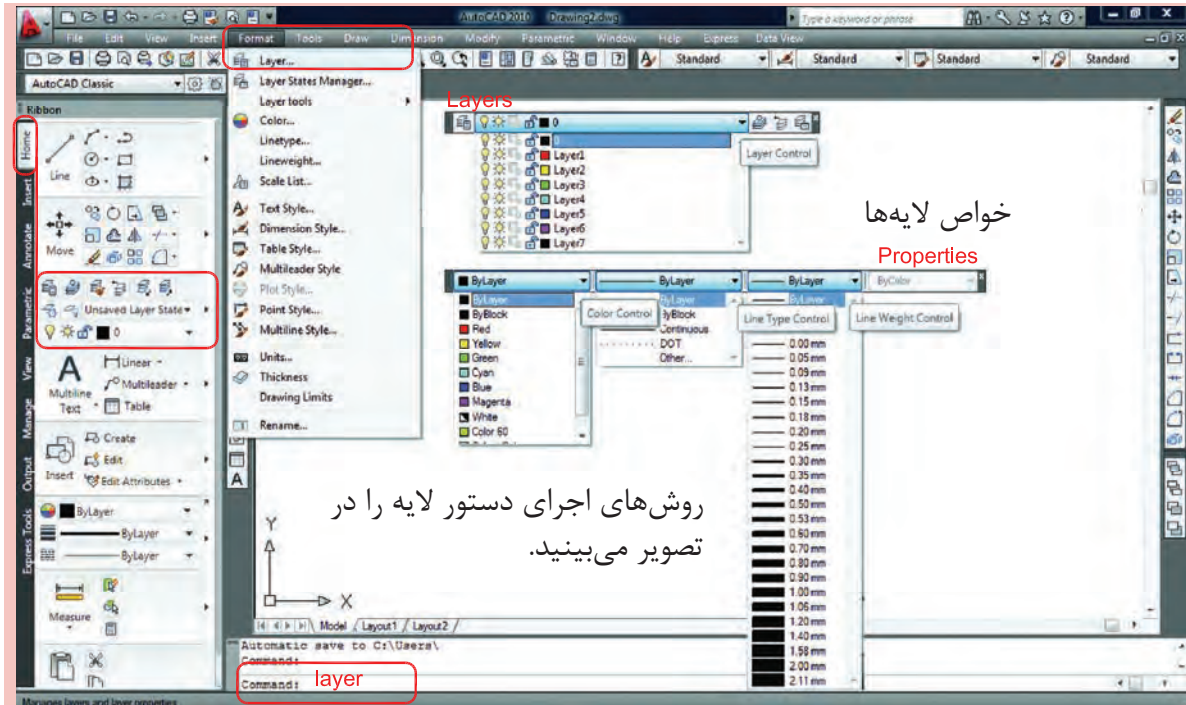 AutoCAD 2010 Drawing2.dwg
Type a keyword or phrase
File Edit View Insert Format Tools Draw Dimension Modify Parametric Window Help Express Data View
Standard Standard Standard Standard
AutoCAD Classic
Ribbon
Home
Insert
Annotate
Parametric
View
Manage
Output
Express Tools
Line
Move
Unsaved Layer State
0
Multiline
Text
Linear
Multileader
Table
Insert
Create
Edit
Edit Attributes
ByLayer
ByLayer
ByLayer
Measure
Layer...
Layer States Manager...
Layer tools
Color...
Linetype...
Lineweight...
Scale List...
Text Style...
Dimension Style...
Table Style...
Multileader Style
Plot Style...
Point Style...
Multiline Style...
Units...
Thickness
Drawing Limits
Rename...
Layers
0
0
Layer1
Layer2
Layer3
Layer4
Layer5
Layer6
Layer7
Layer Control
خواص لایه‌ها
Properties
ByLayer ByLayer ByLayer ByColor
ByLayer
ByBlock
Red
Yellow
Green
Cyan
Blue
Magenta
White
Color 60
Color Control
ByLayer
ByBlock
Continuous
DOT
Other...
Line Type Control
Line Weight Control
ByLayer
0.00 mm
0.05 mm
0.09 mm
0.13 mm
0.15 mm
0.18 mm
0.20 mm
0.25 mm
0.30 mm
0.35 mm
0.40 mm
0.50 mm
0.53 mm
0.60 mm
0.70 mm
0.80 mm
0.90 mm
1.00 mm
1.06 mm
1.20 mm
1.40 mm
1.58 mm
2.00 mm
2.11 mm
روش‌های اجرای دستور لایه را در
تصویر می‌بینید.
Y
X
Model Layout1 Layout2
Automatic save to C:\Users\
Command:
Command: layer
Manages layers and layer properties